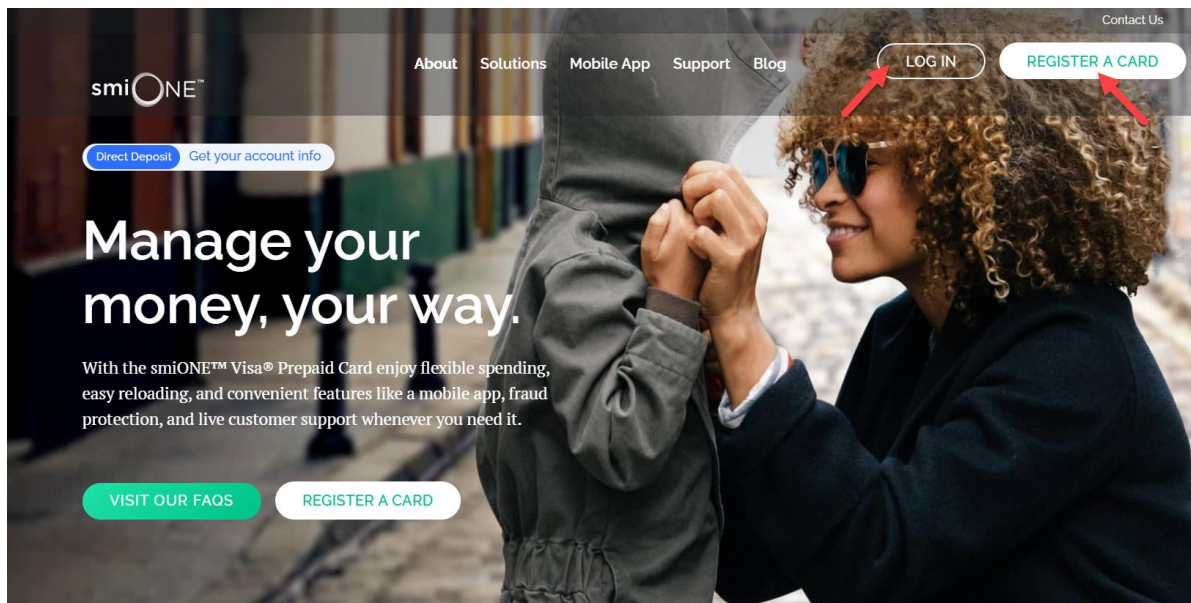 Contact Us
smiONE™
About Solutions Mobile App Support Blog LOG IN REGISTER A CARD
Direct Deposit Get your account info
Manage your
money, your way.
With the smiONE™ Visa® Prepaid Card enjoy flexible spending,
easy reloading, and convenient features like a mobile app, fraud
protection, and live customer support whenever you need it.
VISIT OUR FAQS REGISTER A CARD